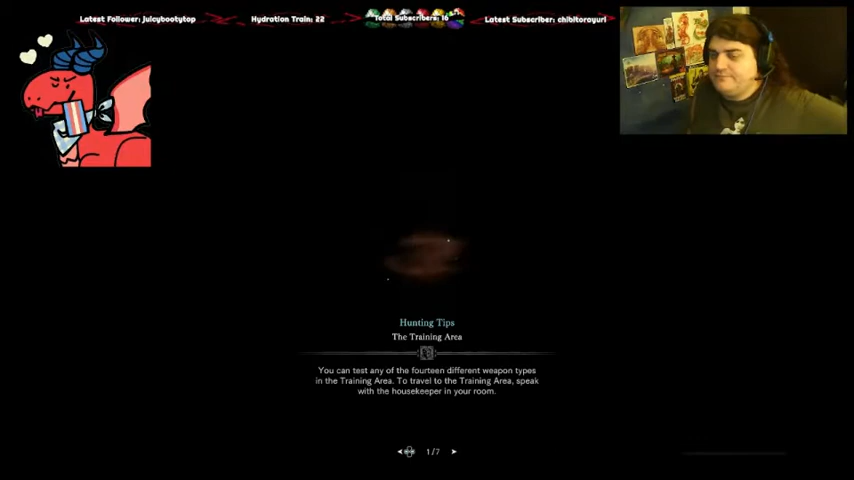 Latest Follower: juicybootytop
Hydration Train: 22
Total Subscribers: 16
Latest Subscriber: chibitorayuri
Hunting Tips
The Training Area
You can test any of the fourteen different weapon types
in the Training Area. To travel to the Training Area, speak
with the housekeeper in your room.
1/7